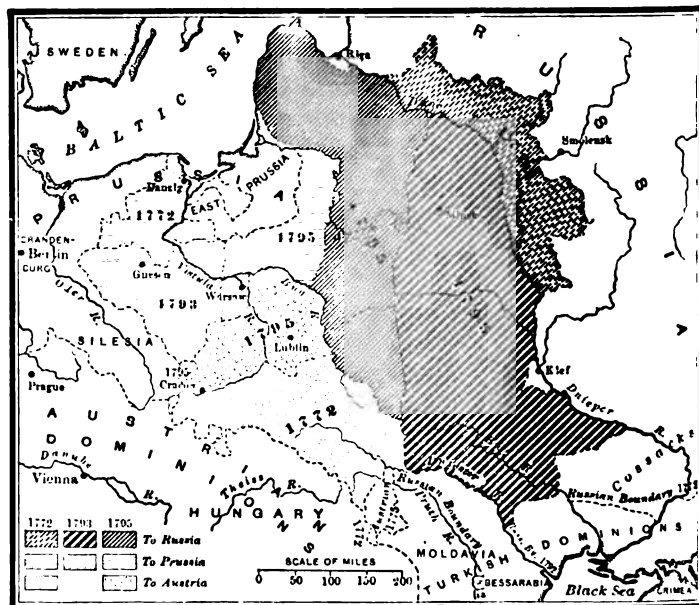 SWEDEN
BALTIC SEA
Riga
RUSSIA
Smolensk
PRUSSIA
Danzig
EAST
PRUSSIA
1772
1795
BRANDEN-
Berlin
BURG
Gnesen
Vistula
Warsaw
Bug R.
Oder R.
1793
1795
SILESIA
Lublin
1795
Cracow
Prague
Kief
Dnieper R.
1772
AUSTRIAN
DOMINIONS
Danube R.
Vienna
Theiss R.
HUNGARY
Cossacks
Russian Boundary
Russian Boundary
Pruth R.
MOLDAVIA
TURKISH
DOMINIONS
BESSARABIA
Black Sea
CRIMEA
1772 1793 1795
To Russia
To Prussia
To Austria
SCALE OF MILES
0 50 100 150 200